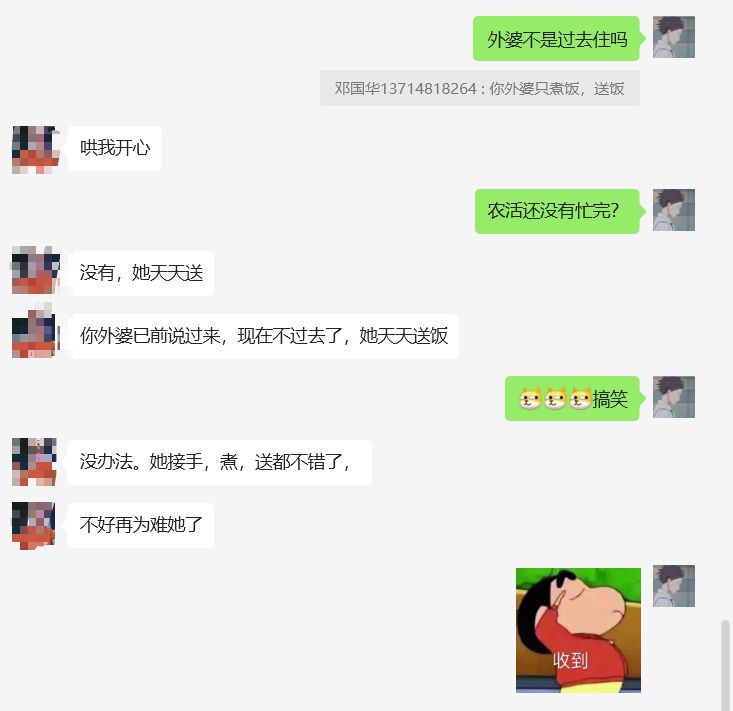 外婆不是过去住吗
邓国华13714818264 : 你外婆只煮饭，送饭
哄我开心
农活还没有忙完？
没有，她天天送
你外婆已前说过来，现在不过去了，她天天送饭
搞笑
没办法。她接手，煮，送都不错了，
不好再为难她了
收到